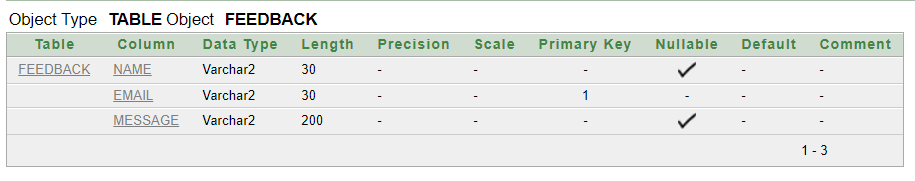 Object Type TABLE Object FEEDBACK
Table Column Data Type Length Precision Scale Primary Key Nullable Default Comment
FEEDBACK NAME Varchar2 30 - - - ✓ - -
EMAIL Varchar2 30 - - 1 - - -
MESSAGE Varchar2 200 - - - ✓ - -
1 - 3